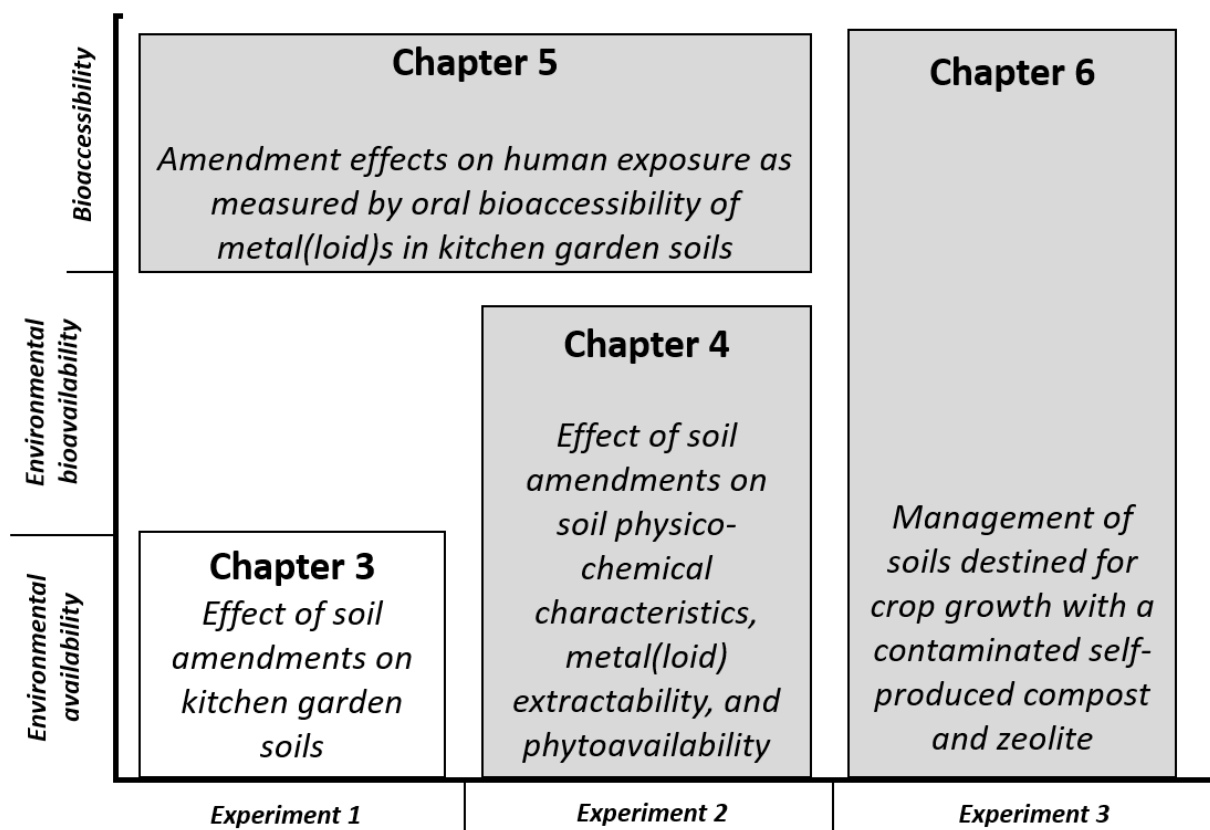 Bioaccessibility
Environmental
bioavailability
Environmental
availability
Chapter 5
Amendment effects on human exposure as
measured by oral bioaccessibility of
metal(loid)s in kitchen garden soils
Chapter 6
Management of
soils destined for
crop growth with a
contaminated self-
produced compost
and zeolite
Chapter 4
Effect of soil
amendments on
soil physico-
chemical
characteristics,
metal(loid)
extractability, and
phytoavailability
Chapter 3
Effect of soil
amendments on
kitchen garden
soils
Experiment 1
Experiment 2
Experiment 3